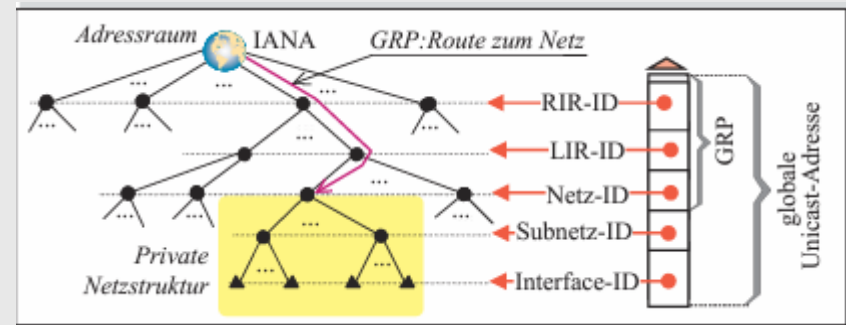 Adressraum
IANA
GRP:Route zum Netz
...
...
...
...
...
...
...
RIR-ID
...
LIR-ID
...
...
...
Netz-ID
...
...
Subnetz-ID
...
...
Interface-ID
Private
Netzstruktur
GRP
globale
Unicast-Adresse